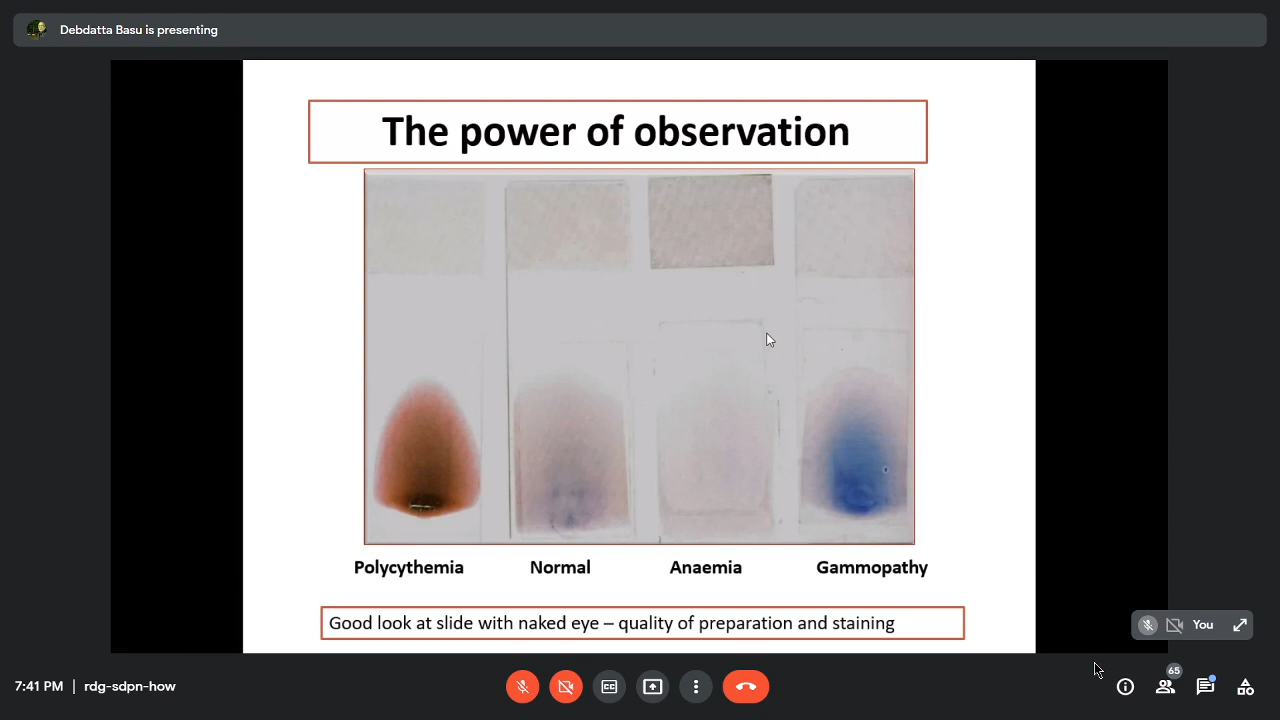 Debdatta Basu is presenting
The power of observation
Polycythemia Normal Anaemia Gammopathy
Good look at slide with naked eye – quality of preparation and staining
You
65
7:41 PM | rdg-sdpn-how
CC